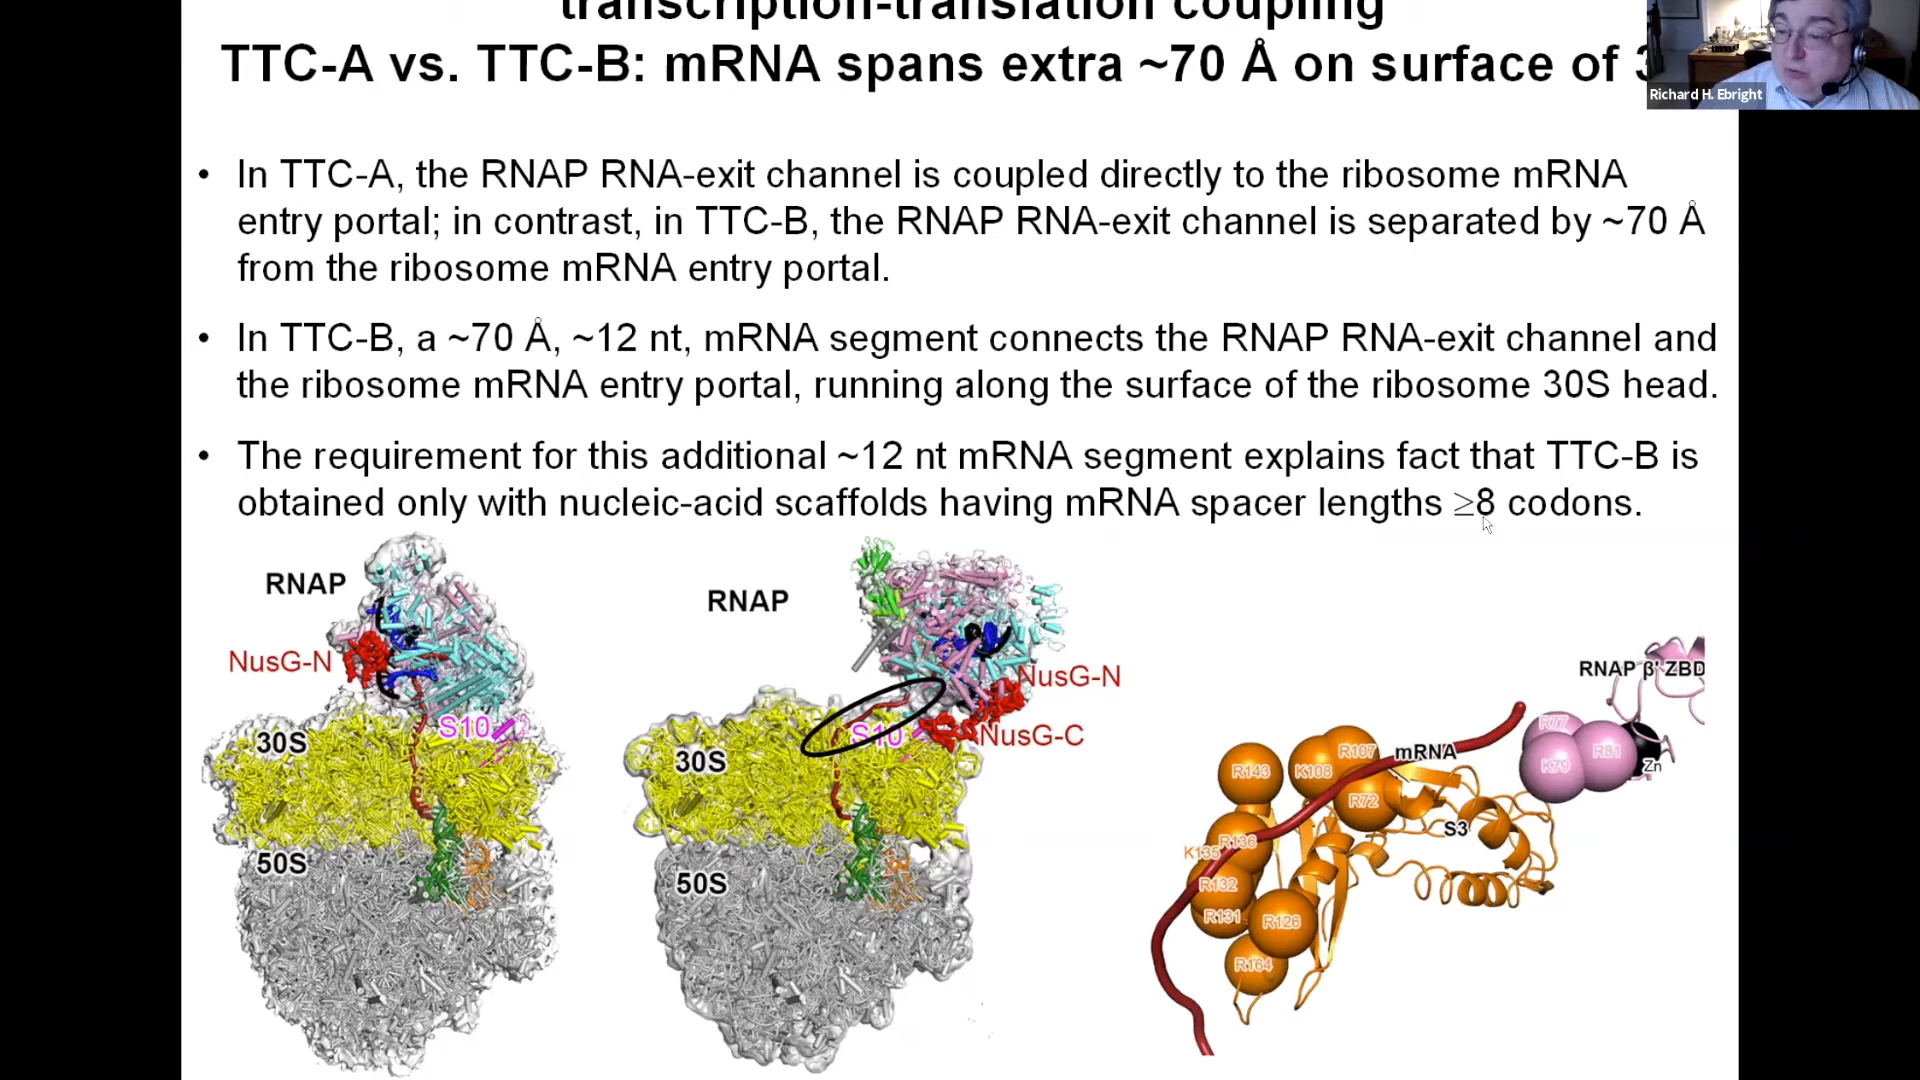 transcription-translation coupling
TTC-A vs. TTC-B: mRNA spans extra ~70 Å on surface of 3
Richard H. Ebright
• In TTC-A, the RNAP RNA-exit channel is coupled directly to the ribosome mRNA
entry portal; in contrast, in TTC-B, the RNAP RNA-exit channel is separated by ~70 Å
from the ribosome mRNA entry portal.
• In TTC-B, a ~70 Å, ~12 nt, mRNA segment connects the RNAP RNA-exit channel and
the ribosome mRNA entry portal, running along the surface of the ribosome 30S head.
• The requirement for this additional ~12 nt mRNA segment explains fact that TTC-B is
obtained only with nucleic-acid scaffolds having mRNA spacer lengths ≥8 codons.
RNAP
NusG-N
S10
30S
50S
RNAP
NusG-N
S10
NusG-C
30S
50S
RNAP β' ZBD
R77
R81
K79
Zn
mRNA
R107
K108
R143
R72
S3
R136
K135
R132
R131
R126
R164